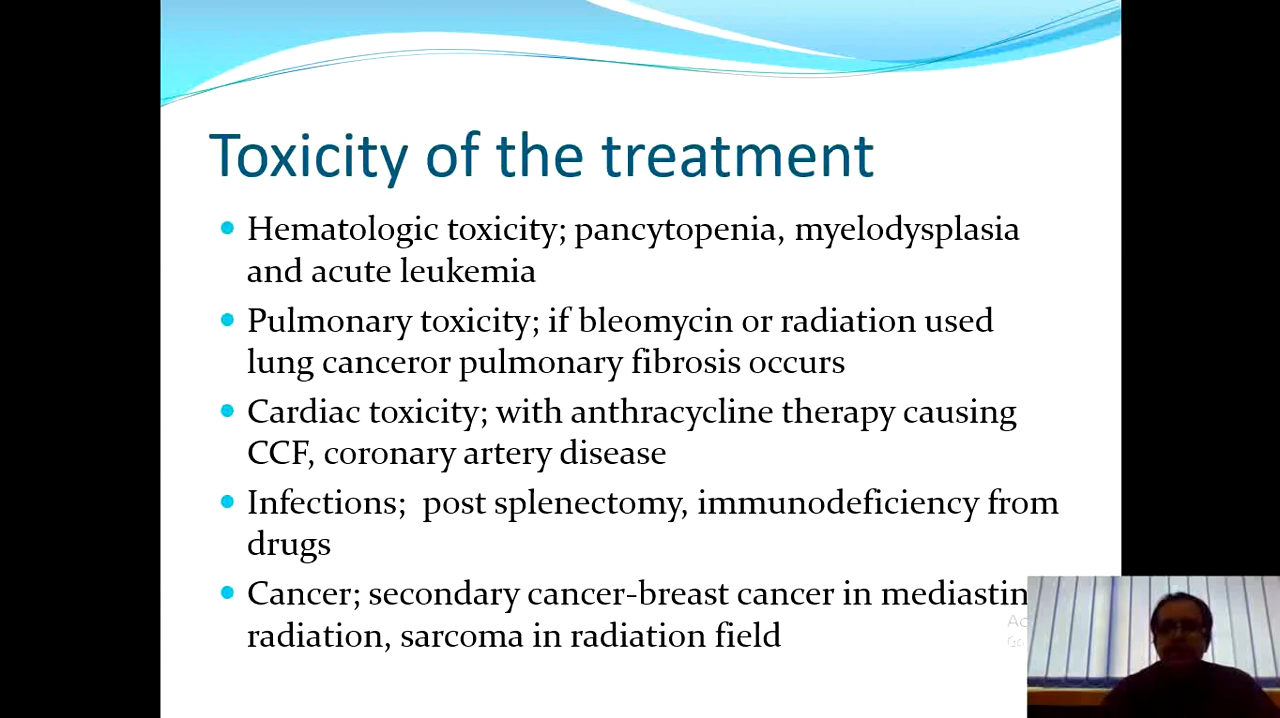 Toxicity of the treatment
Hematologic toxicity; pancytopenia, myelodysplasia
and acute leukemia
Pulmonary toxicity; if bleomycin or radiation used
lung canceror pulmonary fibrosis occurs
Cardiac toxicity; with anthracycline therapy causing
CCF, coronary artery disease
Infections;  post splenectomy, immunodeficiency from
drugs
Cancer; secondary cancer-breast cancer in mediastin
radiation, sarcoma in radiation field